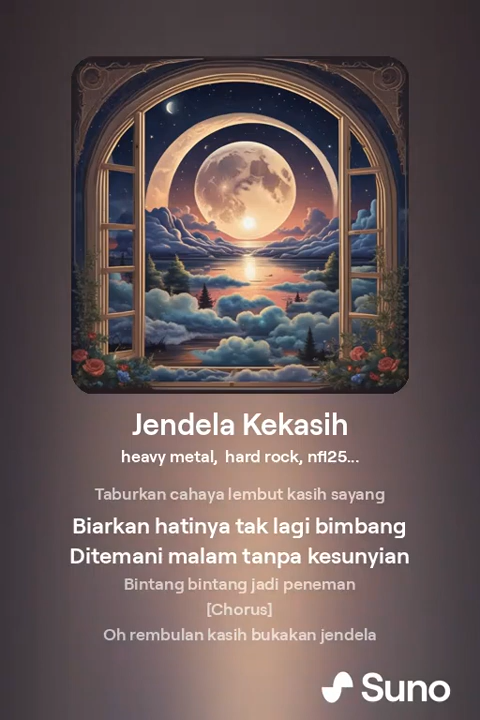 Jendela Kekasih
heavy metal,  hard rock, nfl25...
Taburkan cahaya lembut kasih sayang
Biarkan hatinya tak lagi bimbang
Ditemani malam tanpa kesunyian
Bintang bintang jadi peneman
[Chorus]
Oh rembulan kasih bukakan jendela
Suno